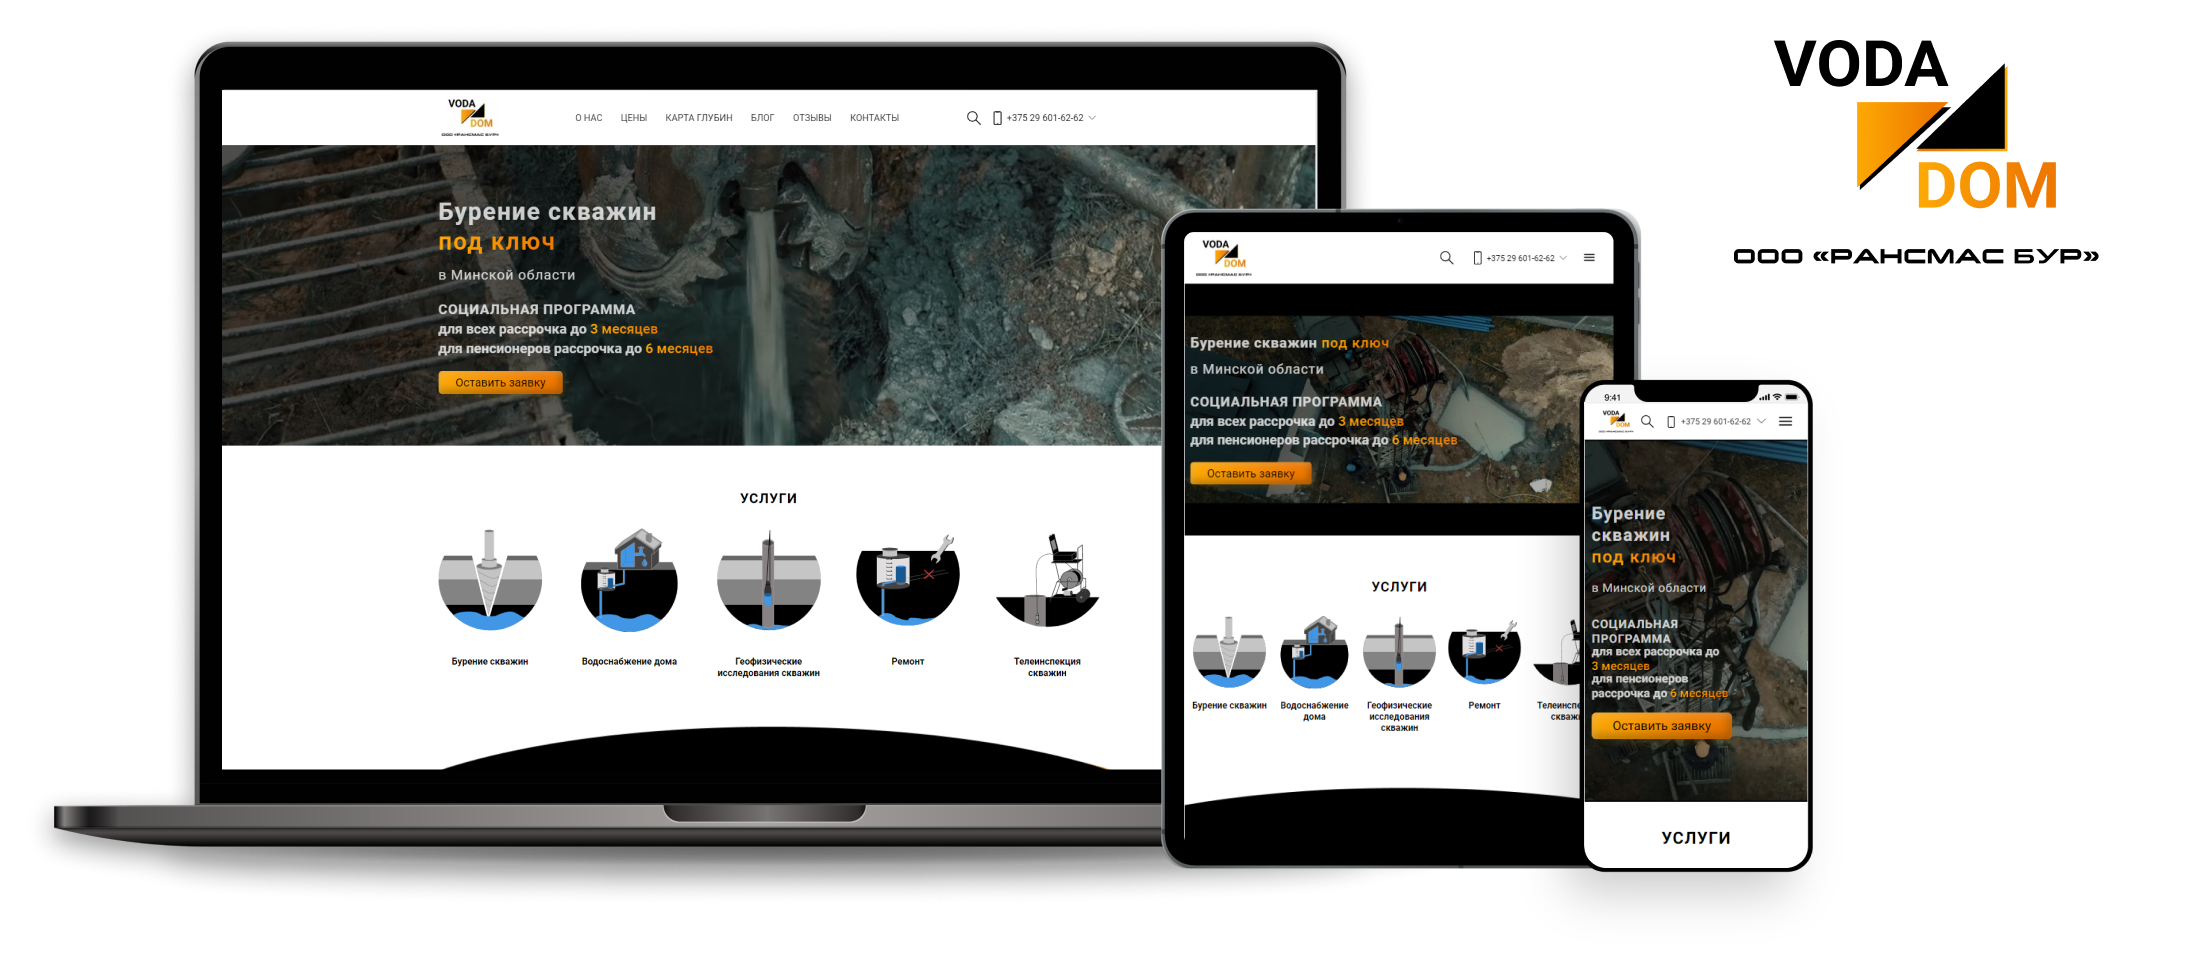 VODA
DOM
ООО «РАНСМАС БУР»
О НАС ЦЕНЫ КАРТА ГЛУБИН БЛОГ ОТЗЫВЫ КОНТАКТЫ +375 29 601-62-62
Бурение скважин
под ключ
в Минской области
СОЦИАЛЬНАЯ ПРОГРАММА
для всех рассрочка до 3 месяцев
для пенсионеров рассрочка до 6 месяцев
Оставить заявку
УСЛУГИ
Бурение скважин
Водоснабжение дома
Геофизические
исследования скважин
Ремонт
Телеинспекция
скважин
VODA
DOM
ООО «РАНСМАС БУР»
+375 29 601-62-62
Бурение скважин под ключ
в Минской области
СОЦИАЛЬНАЯ ПРОГРАММА
для всех рассрочка до 3 месяцев
для пенсионеров рассрочка до 6 месяцев
Оставить заявку
УСЛУГИ
Бурение скважин
Водоснабжение
дома
Геофизические
исследования
скважин
Ремонт
Телеинспе
скваж
9:41
VODA
DOM
ООО «РАНСМАС БУР»
+375 29 601-62-62
Бурение
скважин
под ключ
в Минской области
СОЦИАЛЬНАЯ
ПРОГРАММА
для всех рассрочка до
3 месяцев
для пенсионеров
рассрочка до 6 месяцев
Оставить заявку
УСЛУГИ
VODA
DOM
ООО «РАНСМАС БУР»